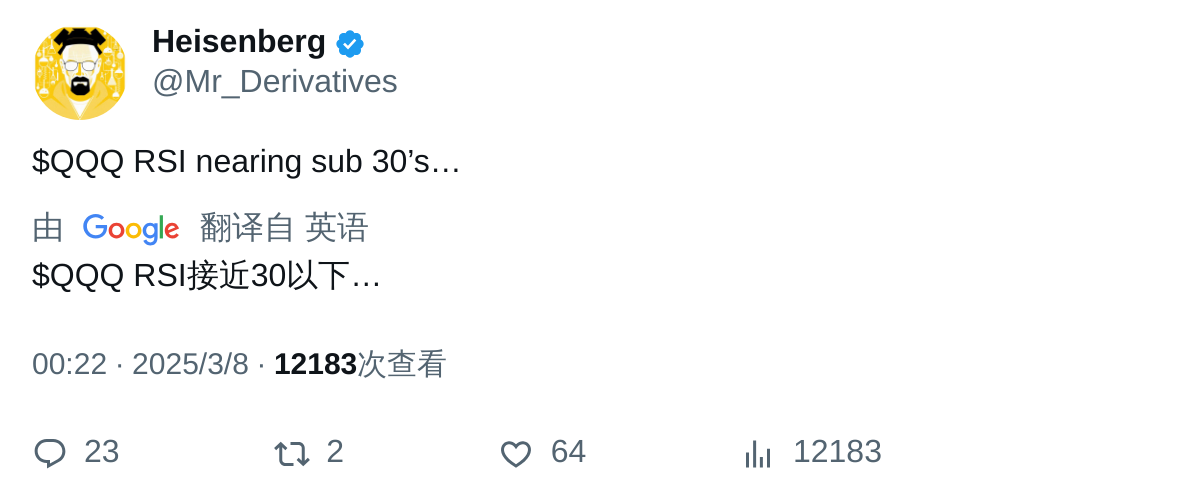 Heisenberg
@Mr_Derivatives
$QQQ RSI nearing sub 30’s…
由 Google 翻译自 英语
$QQQ RSI接近30以下…
00:22 · 2025/3/8 · 12183次查看
23 2 64 12183